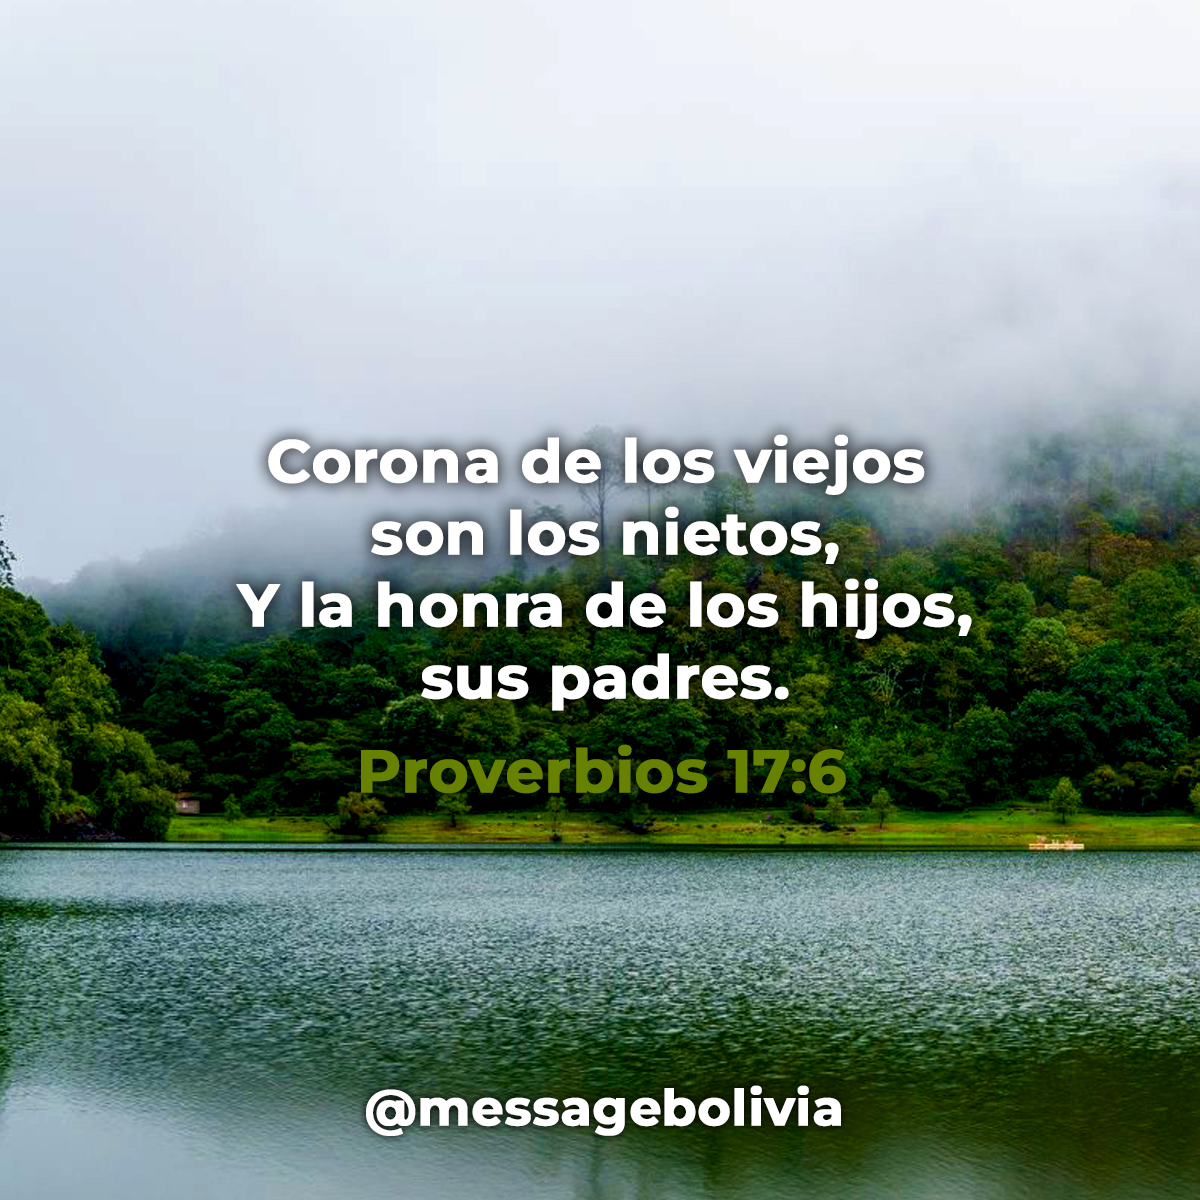 Corona de los viejos
son los nietos,
Y la honra de los hijos,
sus padres.
Proverbios 17:6
@messagebolivia